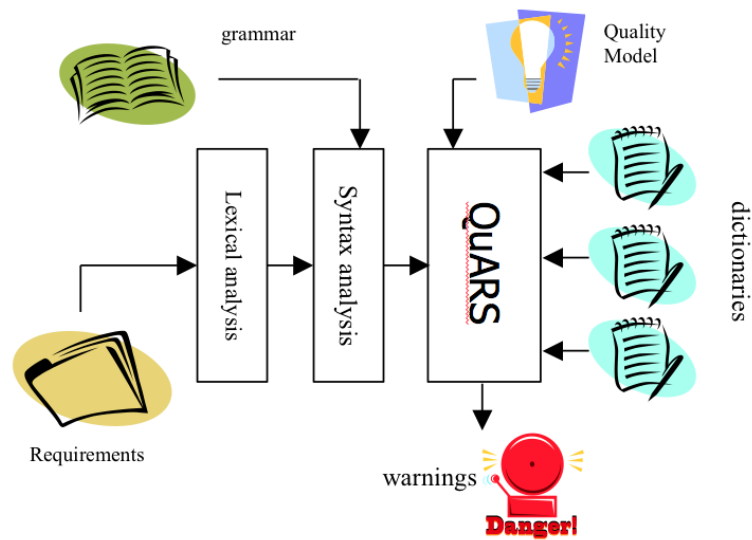 grammar
Quality
Model
Lexical analysis
Syntax analysis
QuARS
dictionaries
Requirements
warnings
Danger!